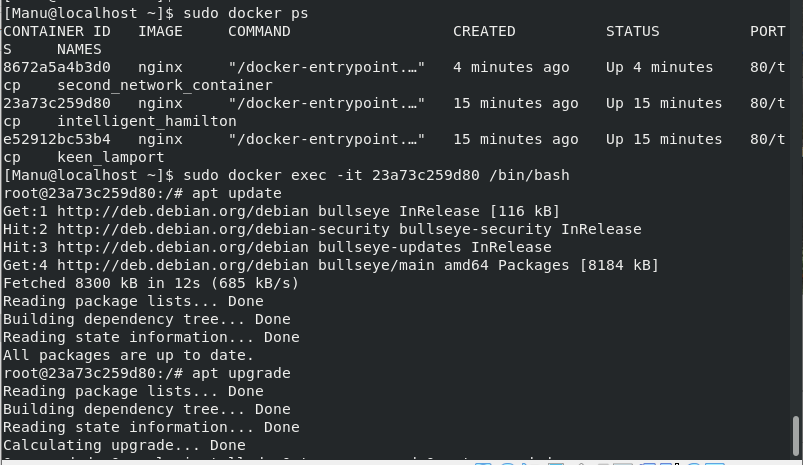 [Manu@localhost ~]$ sudo docker ps
CONTAINER ID   IMAGE     COMMAND                  CREATED          STATUS          PORT
S     NAMES
8672a5a4b3d0   nginx     "/docker-entrypoint.…"   4 minutes ago    Up 4 minutes    80/t
cp    second_network_container
23a73c259d80   nginx     "/docker-entrypoint.…"   15 minutes ago   Up 15 minutes   80/t
cp    intelligent_hamilton
e52912bc53b4   nginx     "/docker-entrypoint.…"   15 minutes ago   Up 15 minutes   80/t
cp    keen_lamport
[Manu@localhost ~]$ sudo docker exec -it 23a73c259d80 /bin/bash
root@23a73c259d80:/# apt update
Get:1 http://deb.debian.org/debian bullseye InRelease [116 kB]
Hit:2 http://deb.debian.org/debian-security bullseye-security InRelease
Hit:3 http://deb.debian.org/debian bullseye-updates InRelease
Get:4 http://deb.debian.org/debian bullseye/main amd64 Packages [8184 kB]
Fetched 8300 kB in 12s (685 kB/s)
Reading package lists... Done
Building dependency tree... Done
Reading state information... Done
All packages are up to date.
root@23a73c259d80:/# apt upgrade
Reading package lists... Done
Building dependency tree... Done
Reading state information... Done
Calculating upgrade... Done